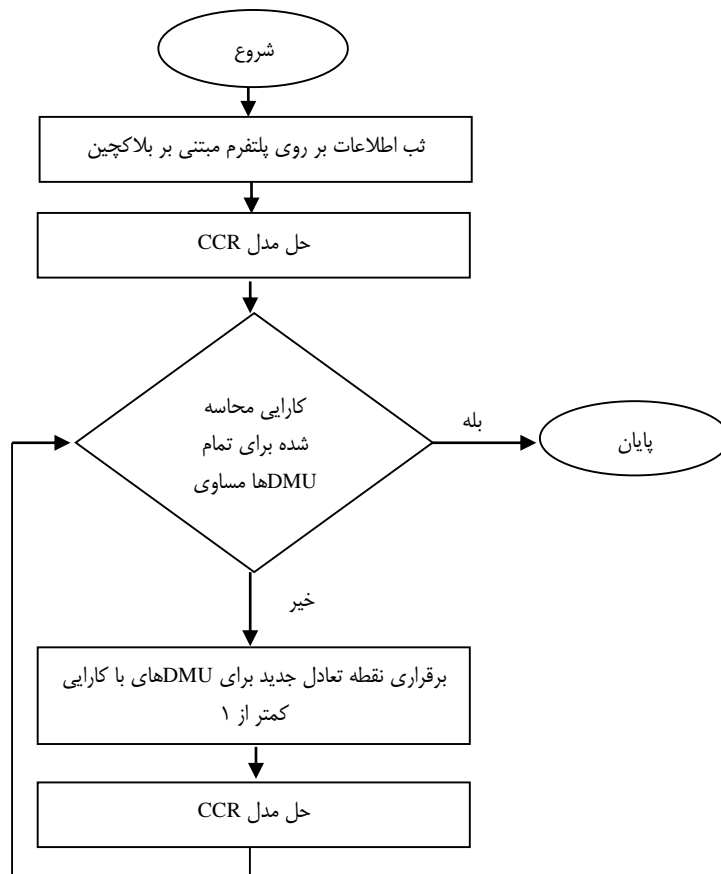 شروع
ثب اطلاعات بر روی پلتفرم مبتنی بر بلاکچین
حل مدل CCR
کارایی محاسه
شده برای تمام
DMUها مساوی
بله
پایان
خیر
برقراری نقطه تعادل جدید برای DMUهای با کارایی
کمتر از ۱
حل مدل CCR